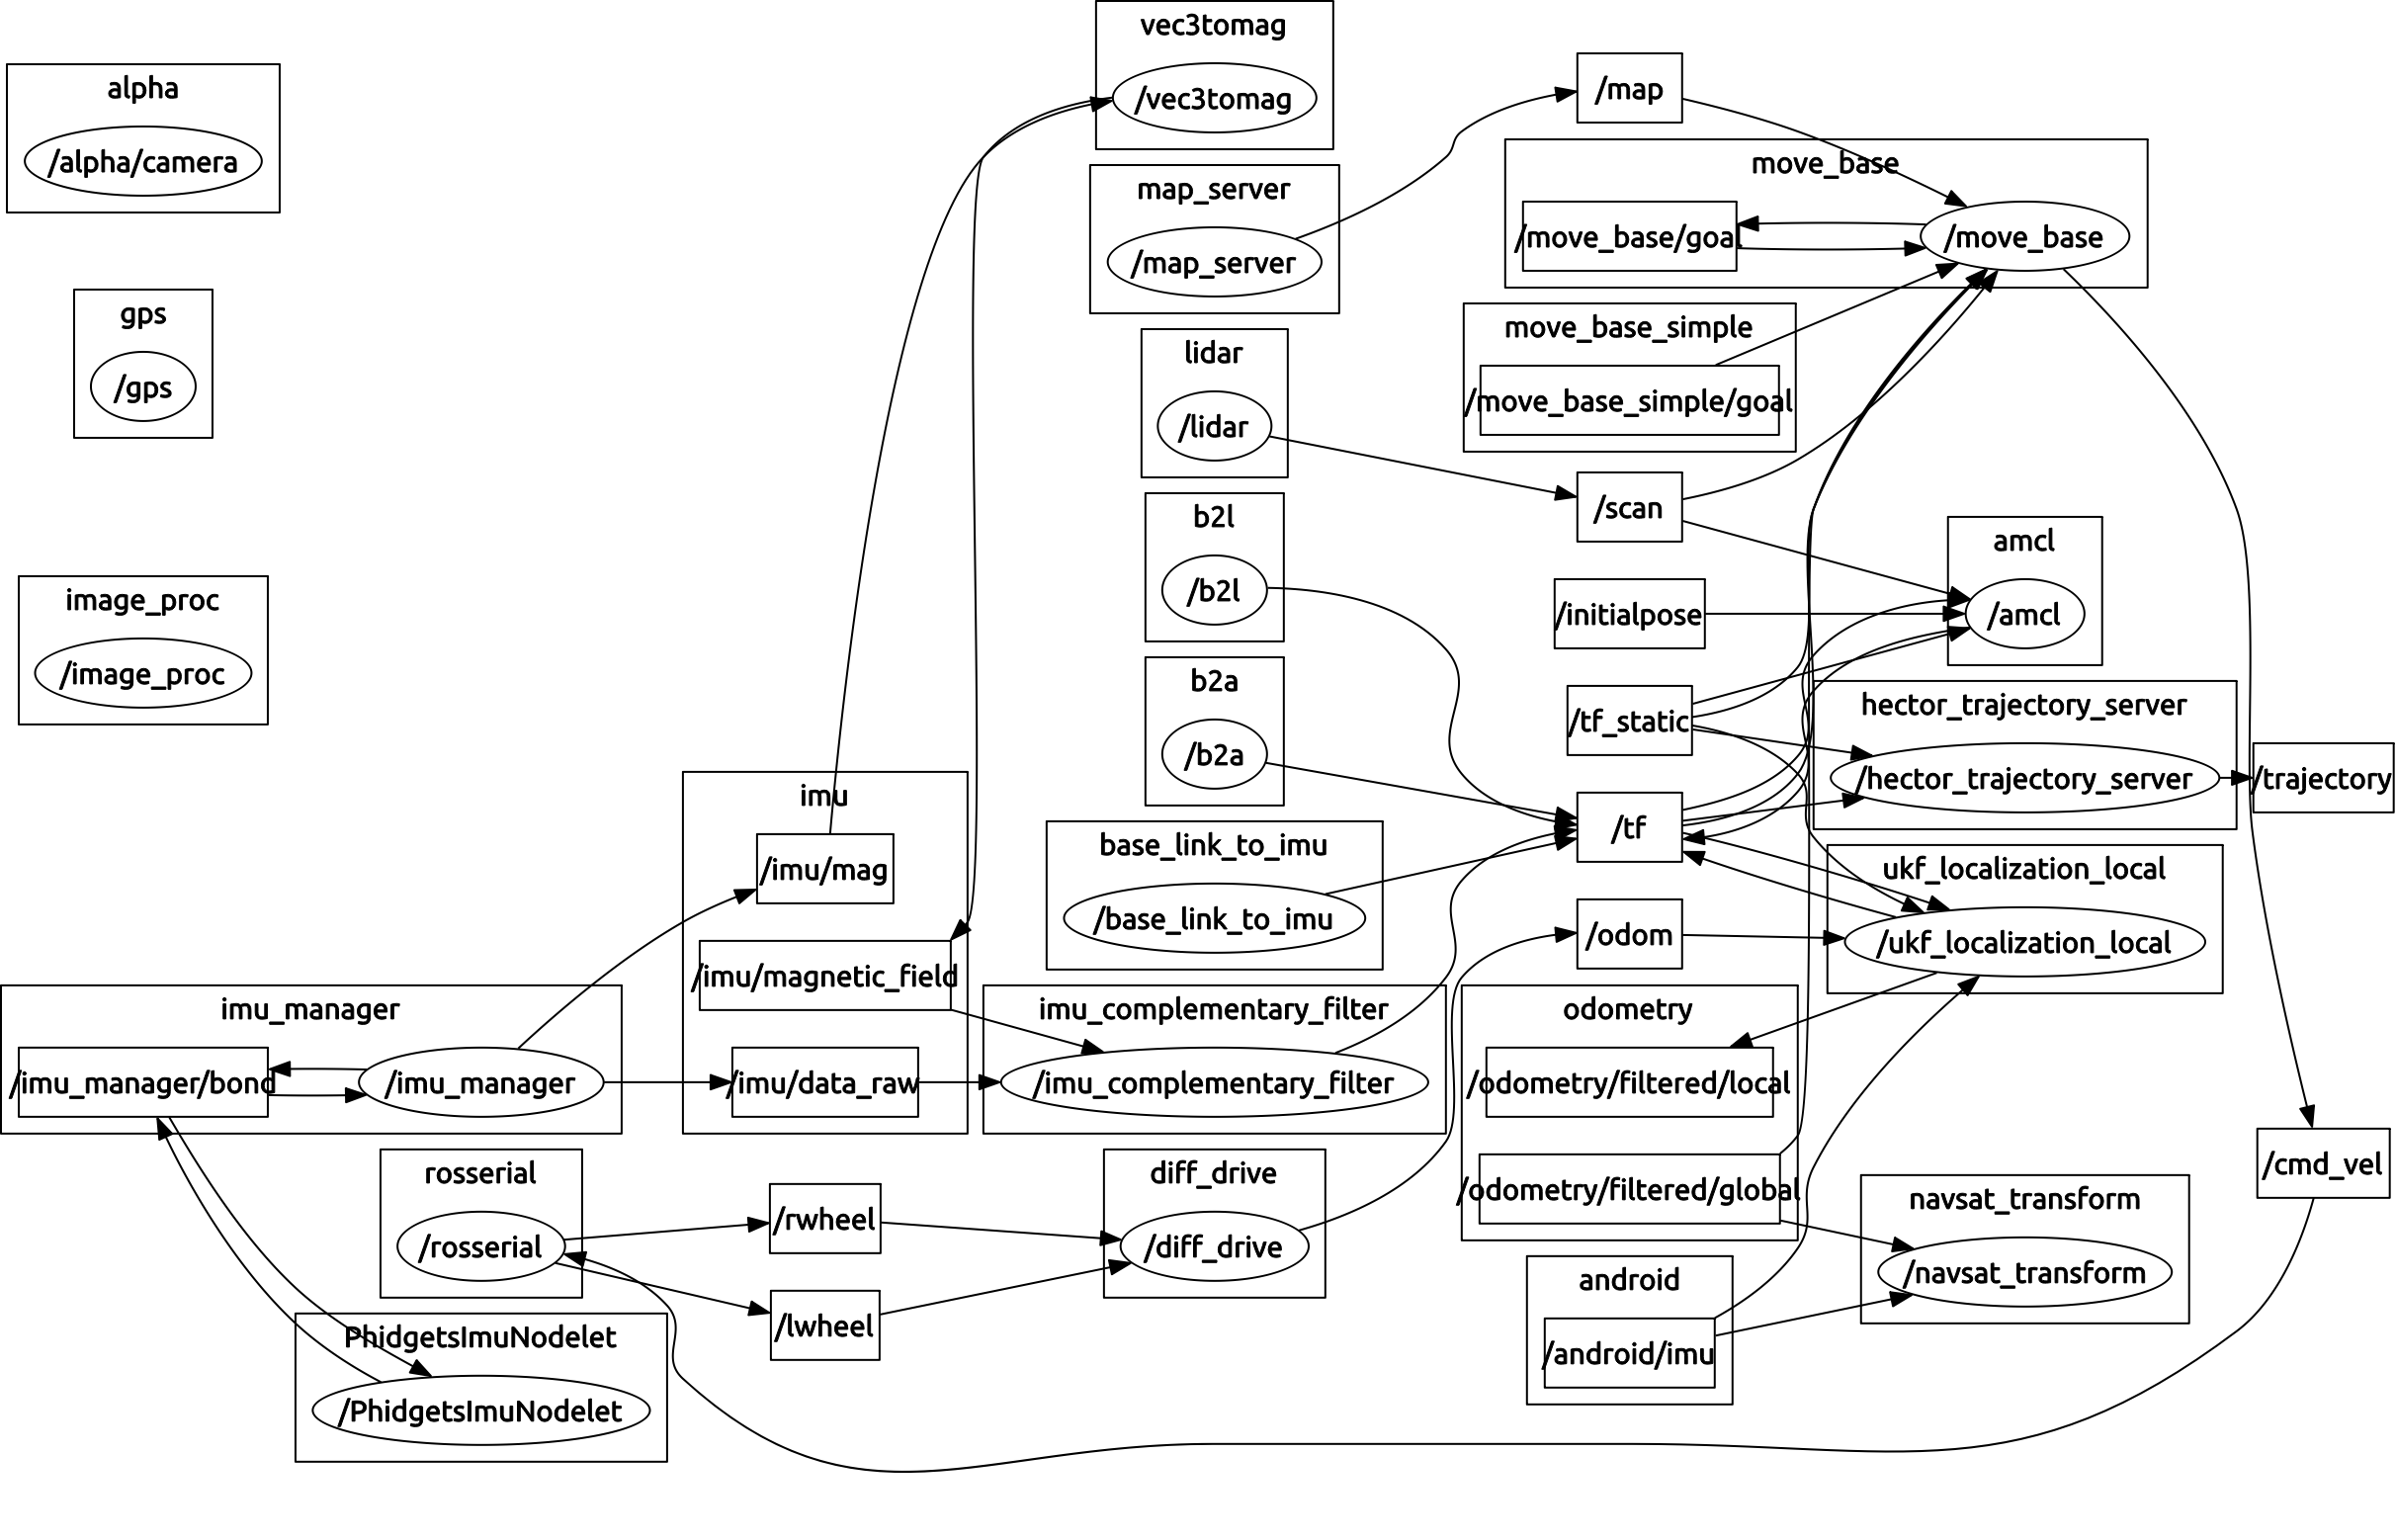 alpha
/alpha/camera
gps
/gps
image_proc
/image_proc
imu_manager
/imu_manager/bond
/imu_manager
rosserial
/rosserial
PhidgetsImuNodelet
/PhidgetsImuNodelet
imu
/imu/mag
/imu/magnetic_field
/imu/data_raw
/rwheel
/lwheel
vec3tomag
/vec3tomag
map_server
/map_server
lidar
/lidar
b2l
/b2l
b2a
/b2a
base_link_to_imu
/base_link_to_imu
imu_complementary_filter
/imu_complementary_filter
diff_drive
/diff_drive
/map
move_base
/move_base/goal
/move_base
move_base_simple
/move_base_simple/goal
/scan
/initialpose
/tf_static
/tf
/odom
odometry
/odometry/filtered/local
/odometry/filtered/global
android
/android/imu
amcl
/amcl
hector_trajectory_server
/hector_trajectory_server
ukf_localization_local
/ukf_localization_local
navsat_transform
/navsat_transform
/trajectory
/cmd_vel